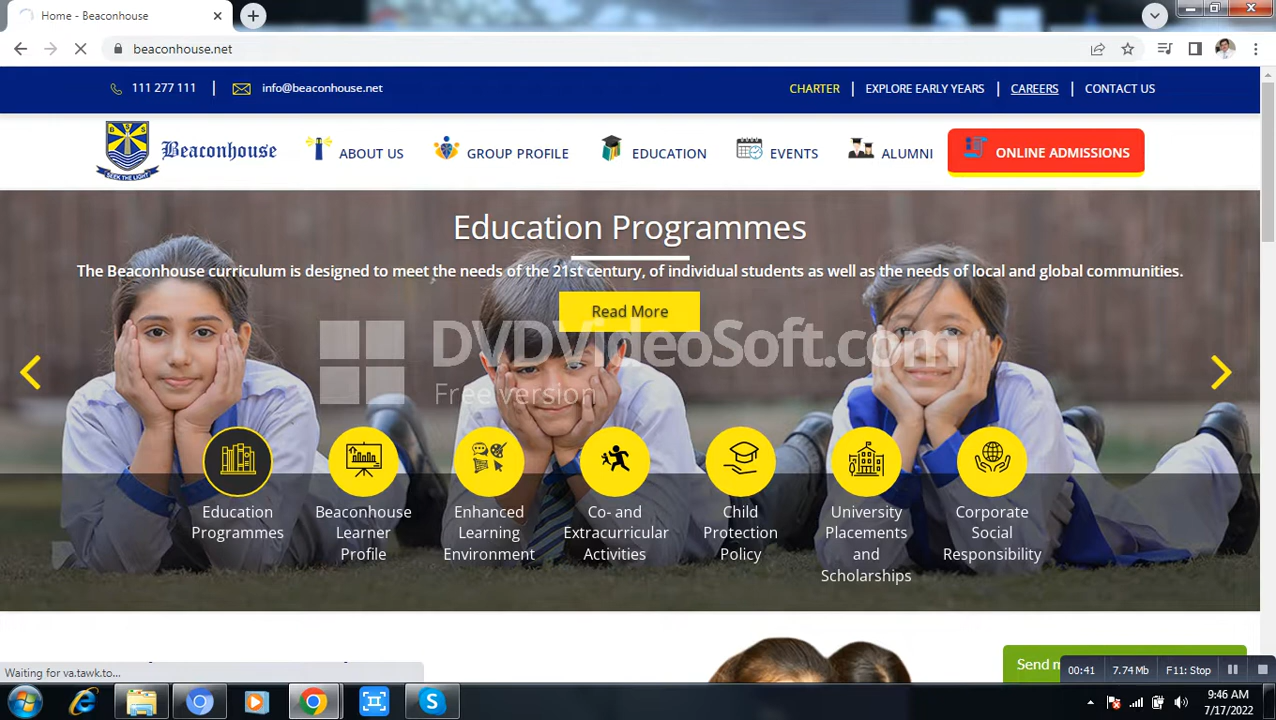 Home - Beaconhouse
beaconhouse.net
111 277 111 | info@beaconhouse.net
CHARTER | EXPLORE EARLY YEARS | CAREERS | CONTACT US
Beaconhouse
SEEK THE LIGHT
ABOUT US
GROUP PROFILE
EDUCATION
EVENTS
ALUMNI
ONLINE ADMISSIONS
Education Programmes
The Beaconhouse curriculum is designed to meet the needs of the 21st century, of individual students as well as the needs of local and global communities.
Read More
DVDVideoSoft.com
Free version
Education
Programmes
Beaconhouse
Learner
Profile
Enhanced
Learning
Environment
Co- and
Extracurricular
Activities
Child
Protection
Policy
University
Placements
and
Scholarships
Corporate
Social
Responsibility
Waiting for va.tawk.to...
Send
00:41
7.74 Mb
F11: Stop
9:46 AM
7/17/2022